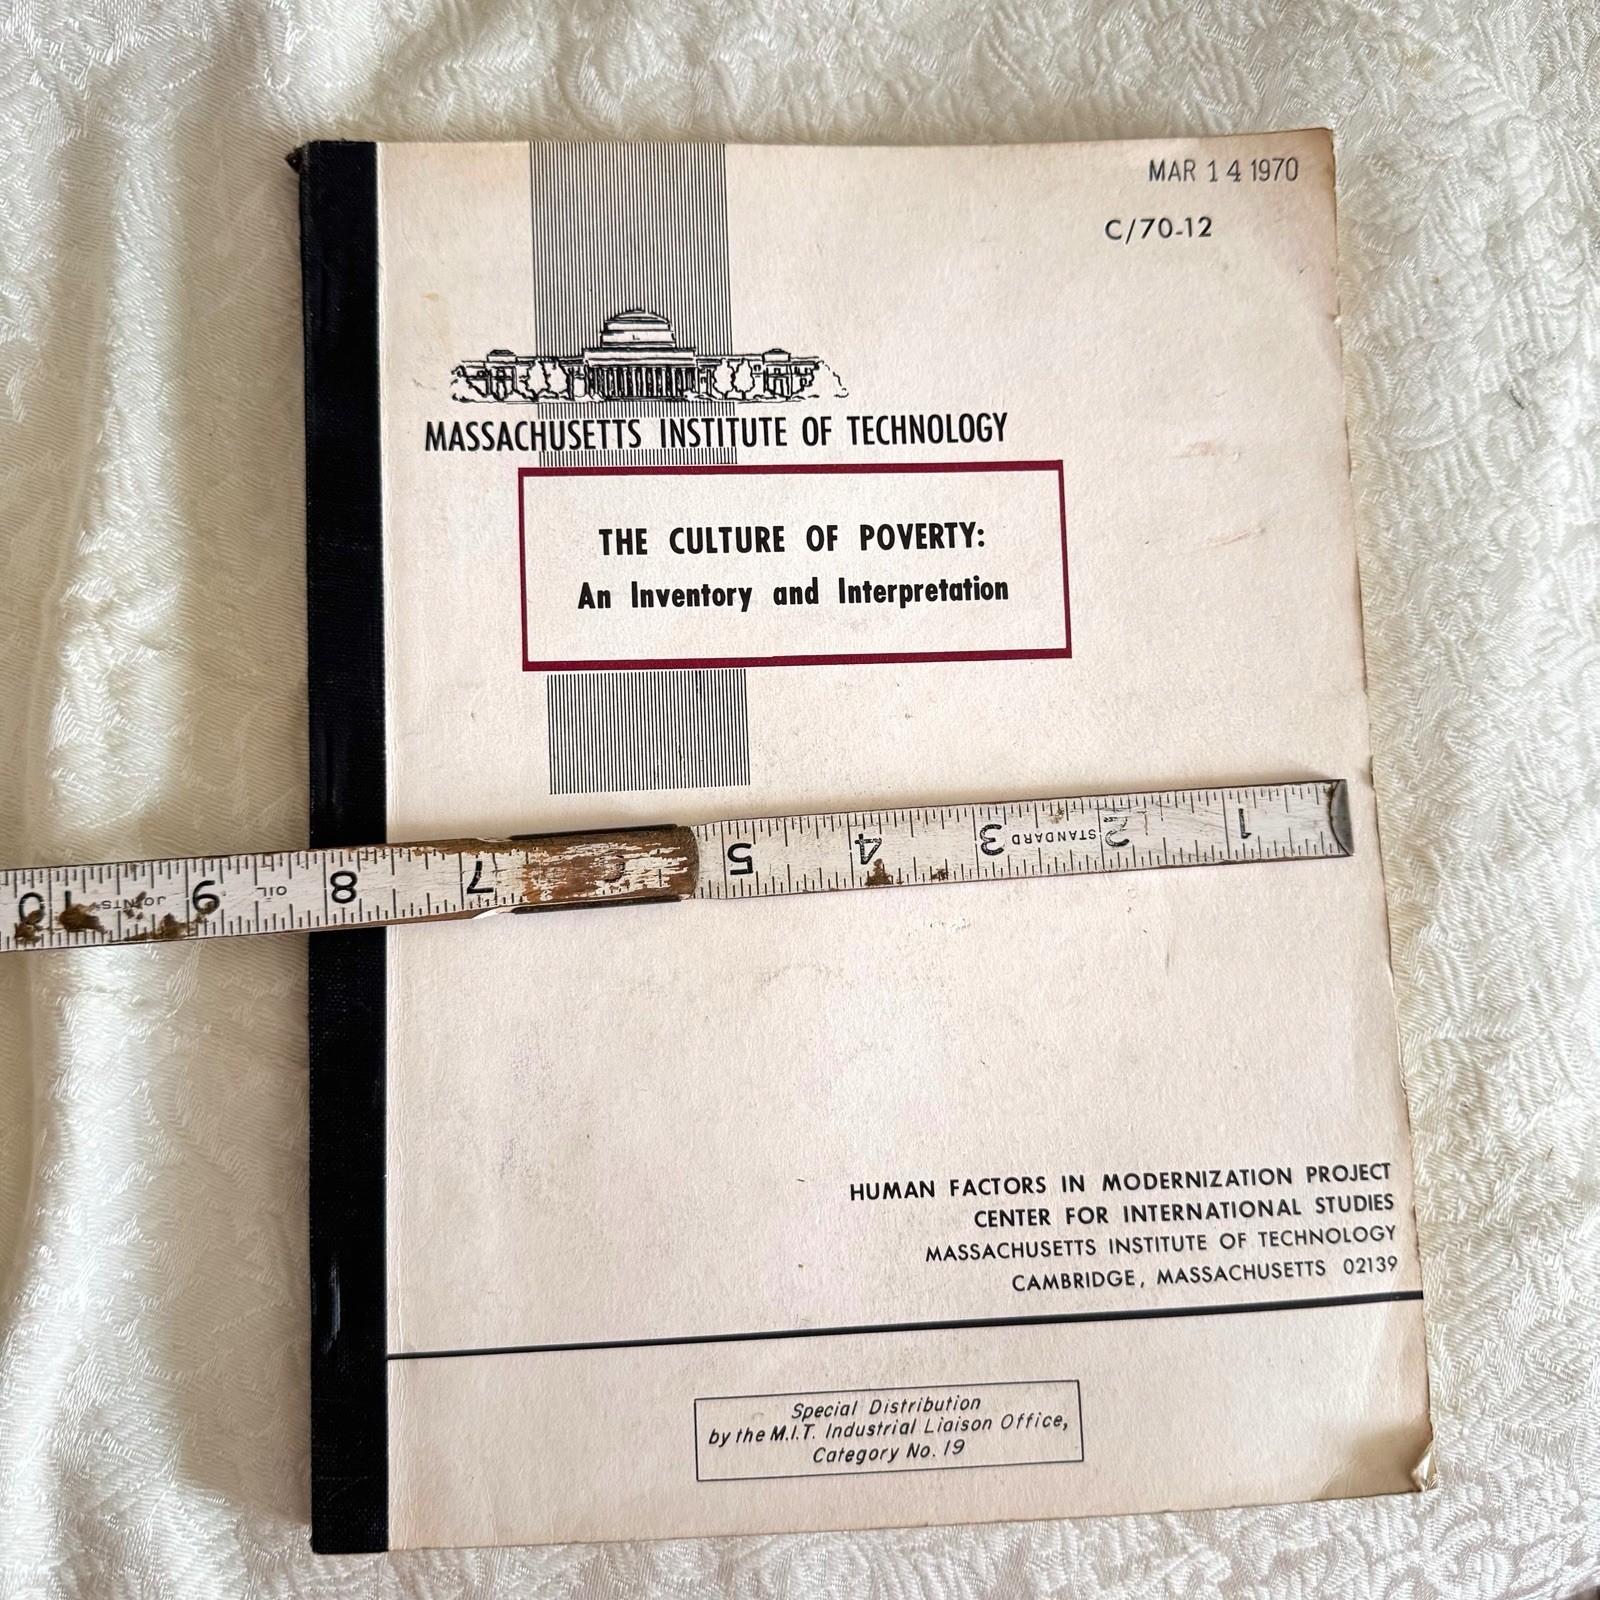 MAR 14 1970
C/70-12
MASSACHUSETTS INSTITUTE OF TECHNOLOGY
THE CULTURE OF POVERTY:
An Inventory and Interpretation
10 JOINTS 9 OIL 8 7 5 4 3 STANDARD 2 1
HUMAN FACTORS IN MODERNIZATION PROJECT
CENTER FOR INTERNATIONAL STUDIES
MASSACHUSETTS INSTITUTE OF TECHNOLOGY
CAMBRIDGE, MASSACHUSETTS 02139
Special Distribution
by the M.I.T. Industrial Liaison Office,
Category No. 19